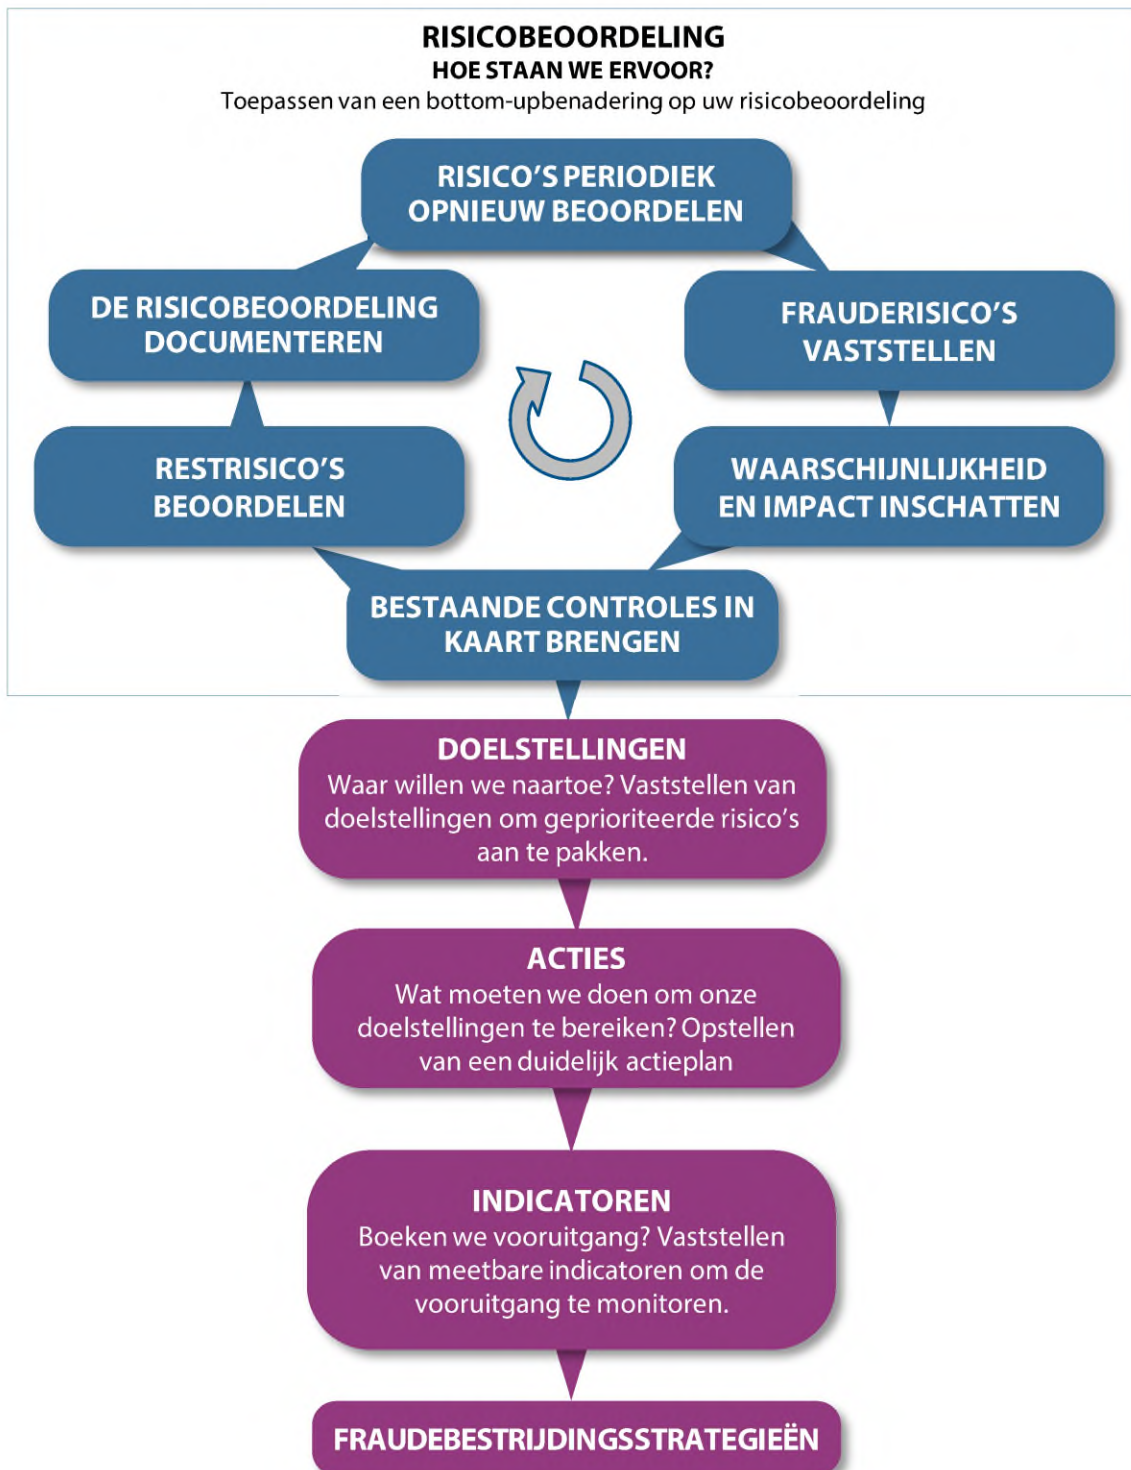 RISICOBEOORDELING
HOE STAAN WE ERVOOR?
Toepassen van een bottom-upbenadering op uw risicobeoordeling
RISICO’S PERIODIEK
OPNIEUW BEOORDELEN
DE RISICOBEOORDELING
DOCUMENTEREN
FRAUDERISICO’S
VASTSTELLEN
RESTRISICO’S
BEOORDELEN
WAARSCHIJNLIJKHEID
EN IMPACT INSCHATTEN
BESTAANDE CONTROLES IN
KAART BRENGEN
DOELSTELLINGEN
Waar willen we naartoe? Vaststellen van
doelstellingen om geprioriteerde risico’s
aan te pakken.
ACTIES
Wat moeten we doen om onze
doelstellingen te bereiken? Opstellen
van een duidelijk actieplan
INDICATOREN
Boeken we vooruitgang? Vaststellen
van meetbare indicatoren om de
vooruitgang te monitoren.
FRAUDEBESTRIJDINGSSTRATEGIEËN